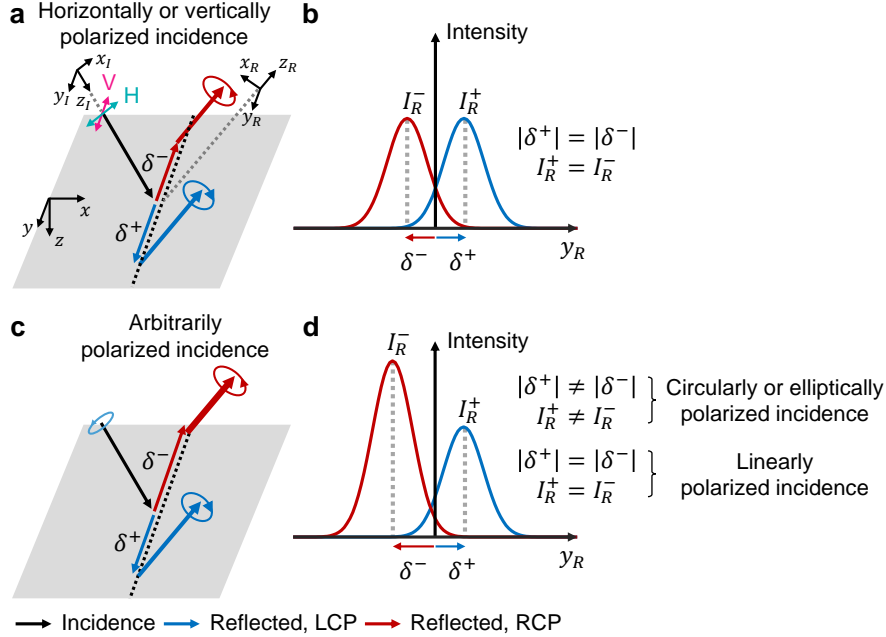 a
Horizontally or vertically
polarized incidence
x_I
y_I
z_I
V
H
x_R
z_R
y_R
δ⁻
δ⁺
x
y
z
b
Intensity
I_R^-
I_R^+
|δ⁺| = |δ⁻|
I_R^+ = I_R^-
y_R
δ⁻
δ⁺
c
Arbitrarily
polarized incidence
δ⁻
δ⁺
d
I_R^-
Intensity
I_R^+
|δ⁺| ≠ |δ⁻|
I_R^+ ≠ I_R^-
Circularly or elliptically
polarized incidence
|δ⁺| = |δ⁻|
I_R^+ = I_R^-
Linearly
polarized incidence
y_R
δ⁻
δ⁺
Incidence
Reflected, LCP
Reflected, RCP